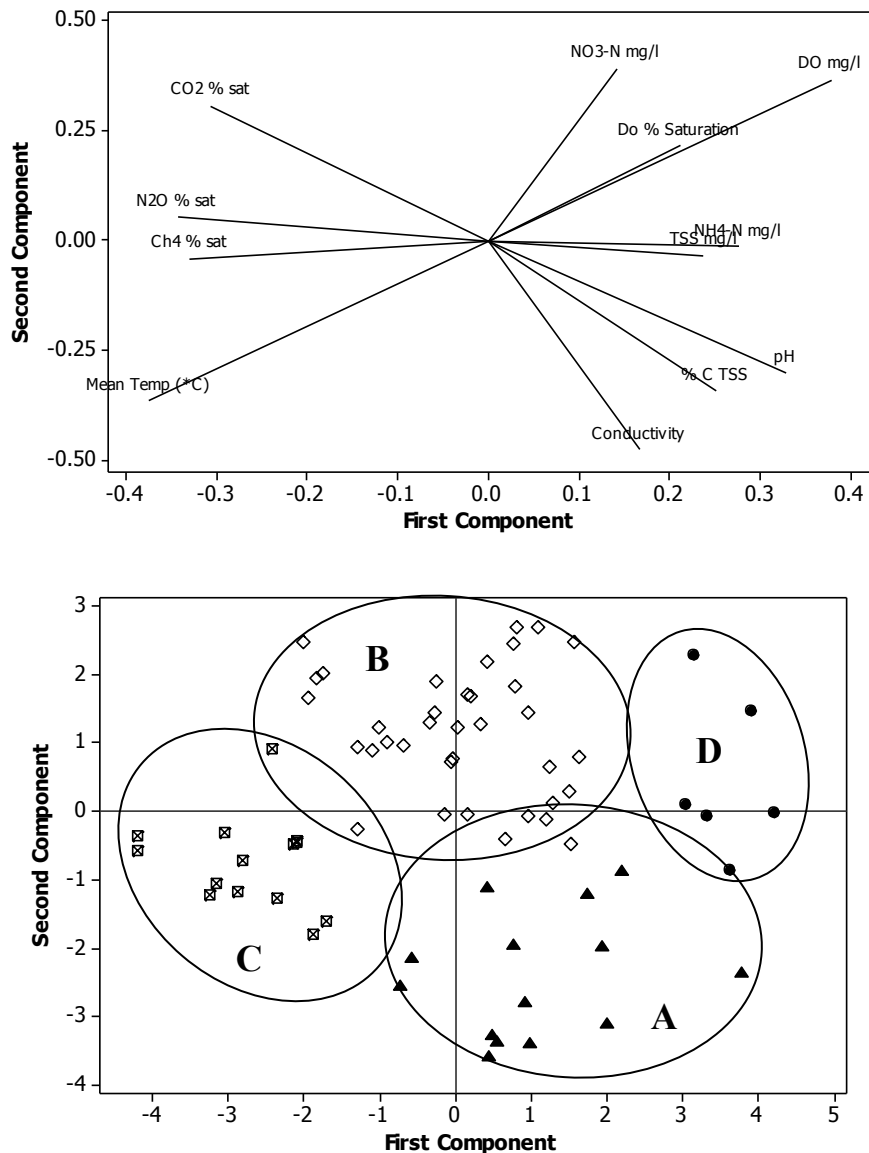 0.50
0.25
0.00
-0.25
-0.50
Second Component
NO3-N mg/l
DO mg/l
CO2 % sat
Do % Saturation
N2O % sat
NH4-N mg/l
TSS mg/l
Ch4 % sat
pH
% C TSS
Mean Temp (*C)
Conductivity
-0.4 -0.3 -0.2 -0.1 0.0 0.1 0.2 0.3 0.4
First Component
3
2
1
0
-1
-2
-3
-4
Second Component
B
D
C
A
-4 -3 -2 -1 0 1 2 3 4 5
First Component